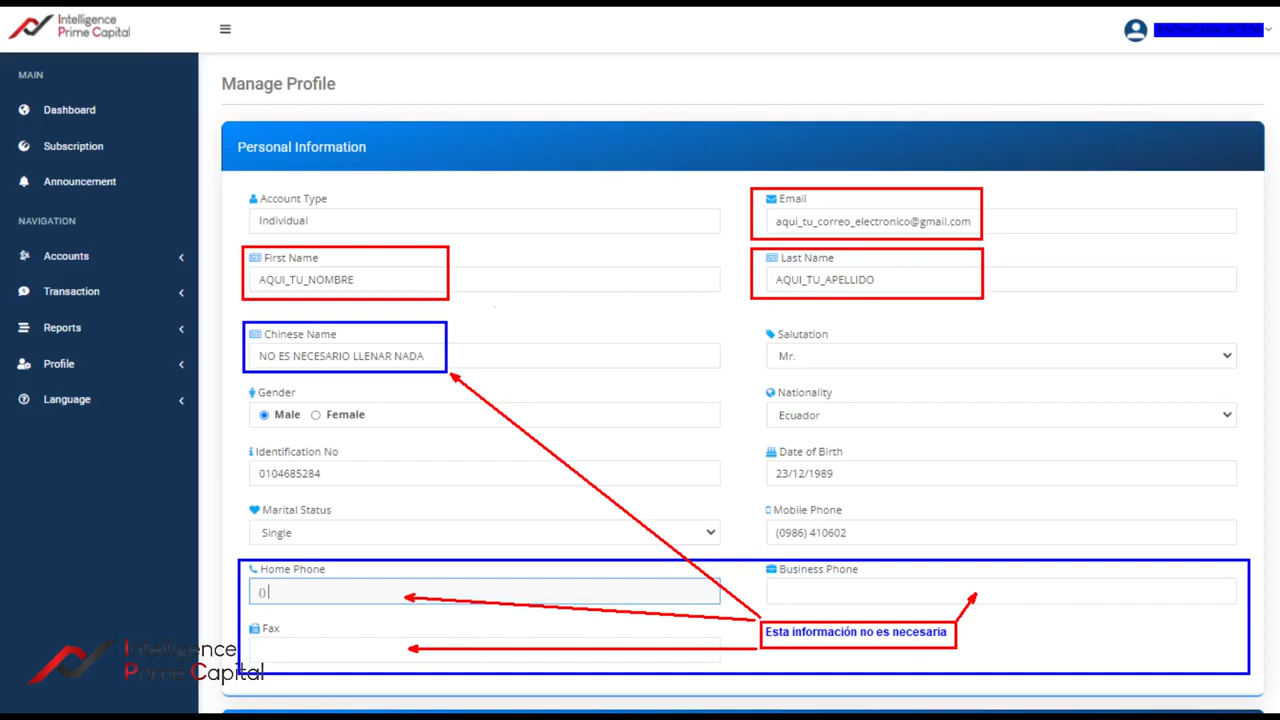 Intelligence
Prime Capital
MAIN
Dashboard
Subscription
Announcement
NAVIGATION
Accounts
Transaction
Reports
Profile
Language
Manage Profile
Personal Information
Account Type
Individual
Email
aqui_tu_correo_electronico@gmail.com
First Name
AQUI_TU_NOMBRE
Last Name
AQUI_TU_APELLIDO
Chinese Name
NO ES NECESARIO LLENAR NADA
Salutation
Mr.
Gender
Male Female
Nationality
Ecuador
Identification No
0104685284
Date of Birth
23/12/1989
Marital Status
Single
Mobile Phone
(0986) 410602
Home Phone
()
Business Phone
Fax
Esta información no es necesaria
Intelligence
Prime Capital